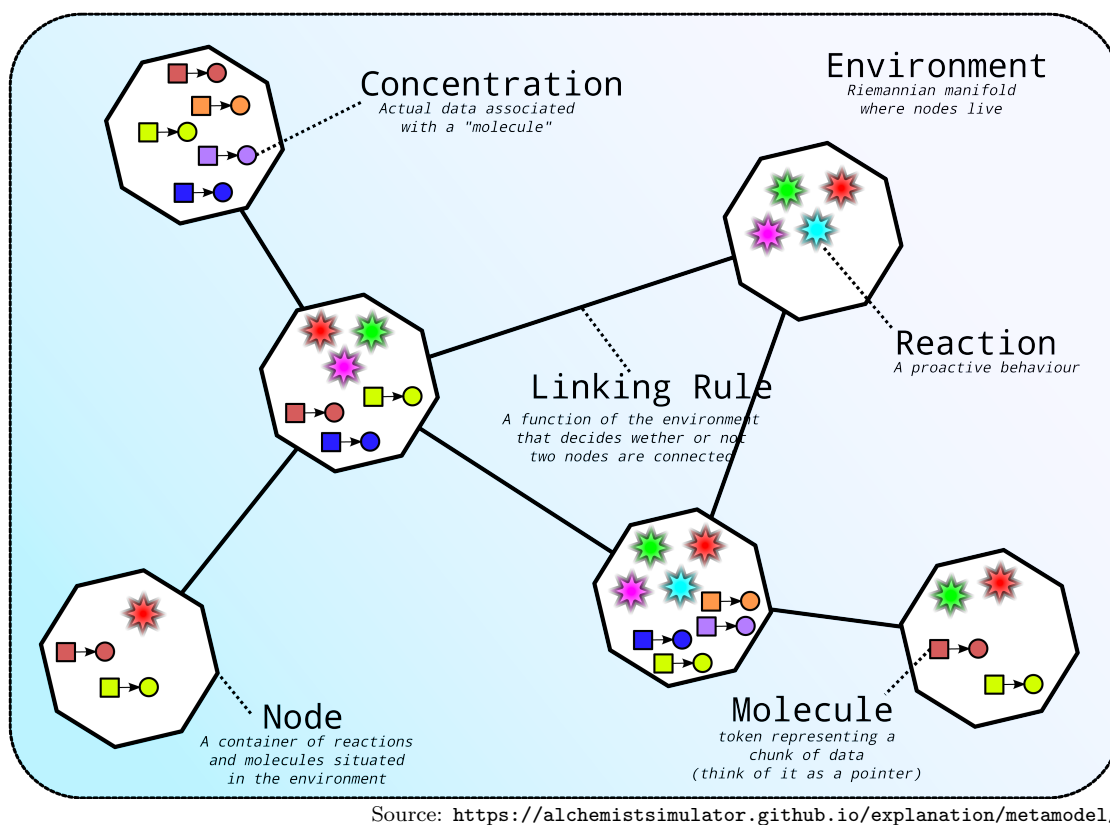 Environment
Riemannian manifold
where nodes live
Concentration
Actual data associated
with a "molecule"
Reaction
A proactive behaviour
Linking Rule
A function of the environment
that decides wether or not
two nodes are connected
Molecule
token representing a
chunk of data
(think of it as a pointer)
Node
A container of reactions
and molecules situated
in the environment
Source: https://alchemistsimulator.github.io/explanation/metamodel/